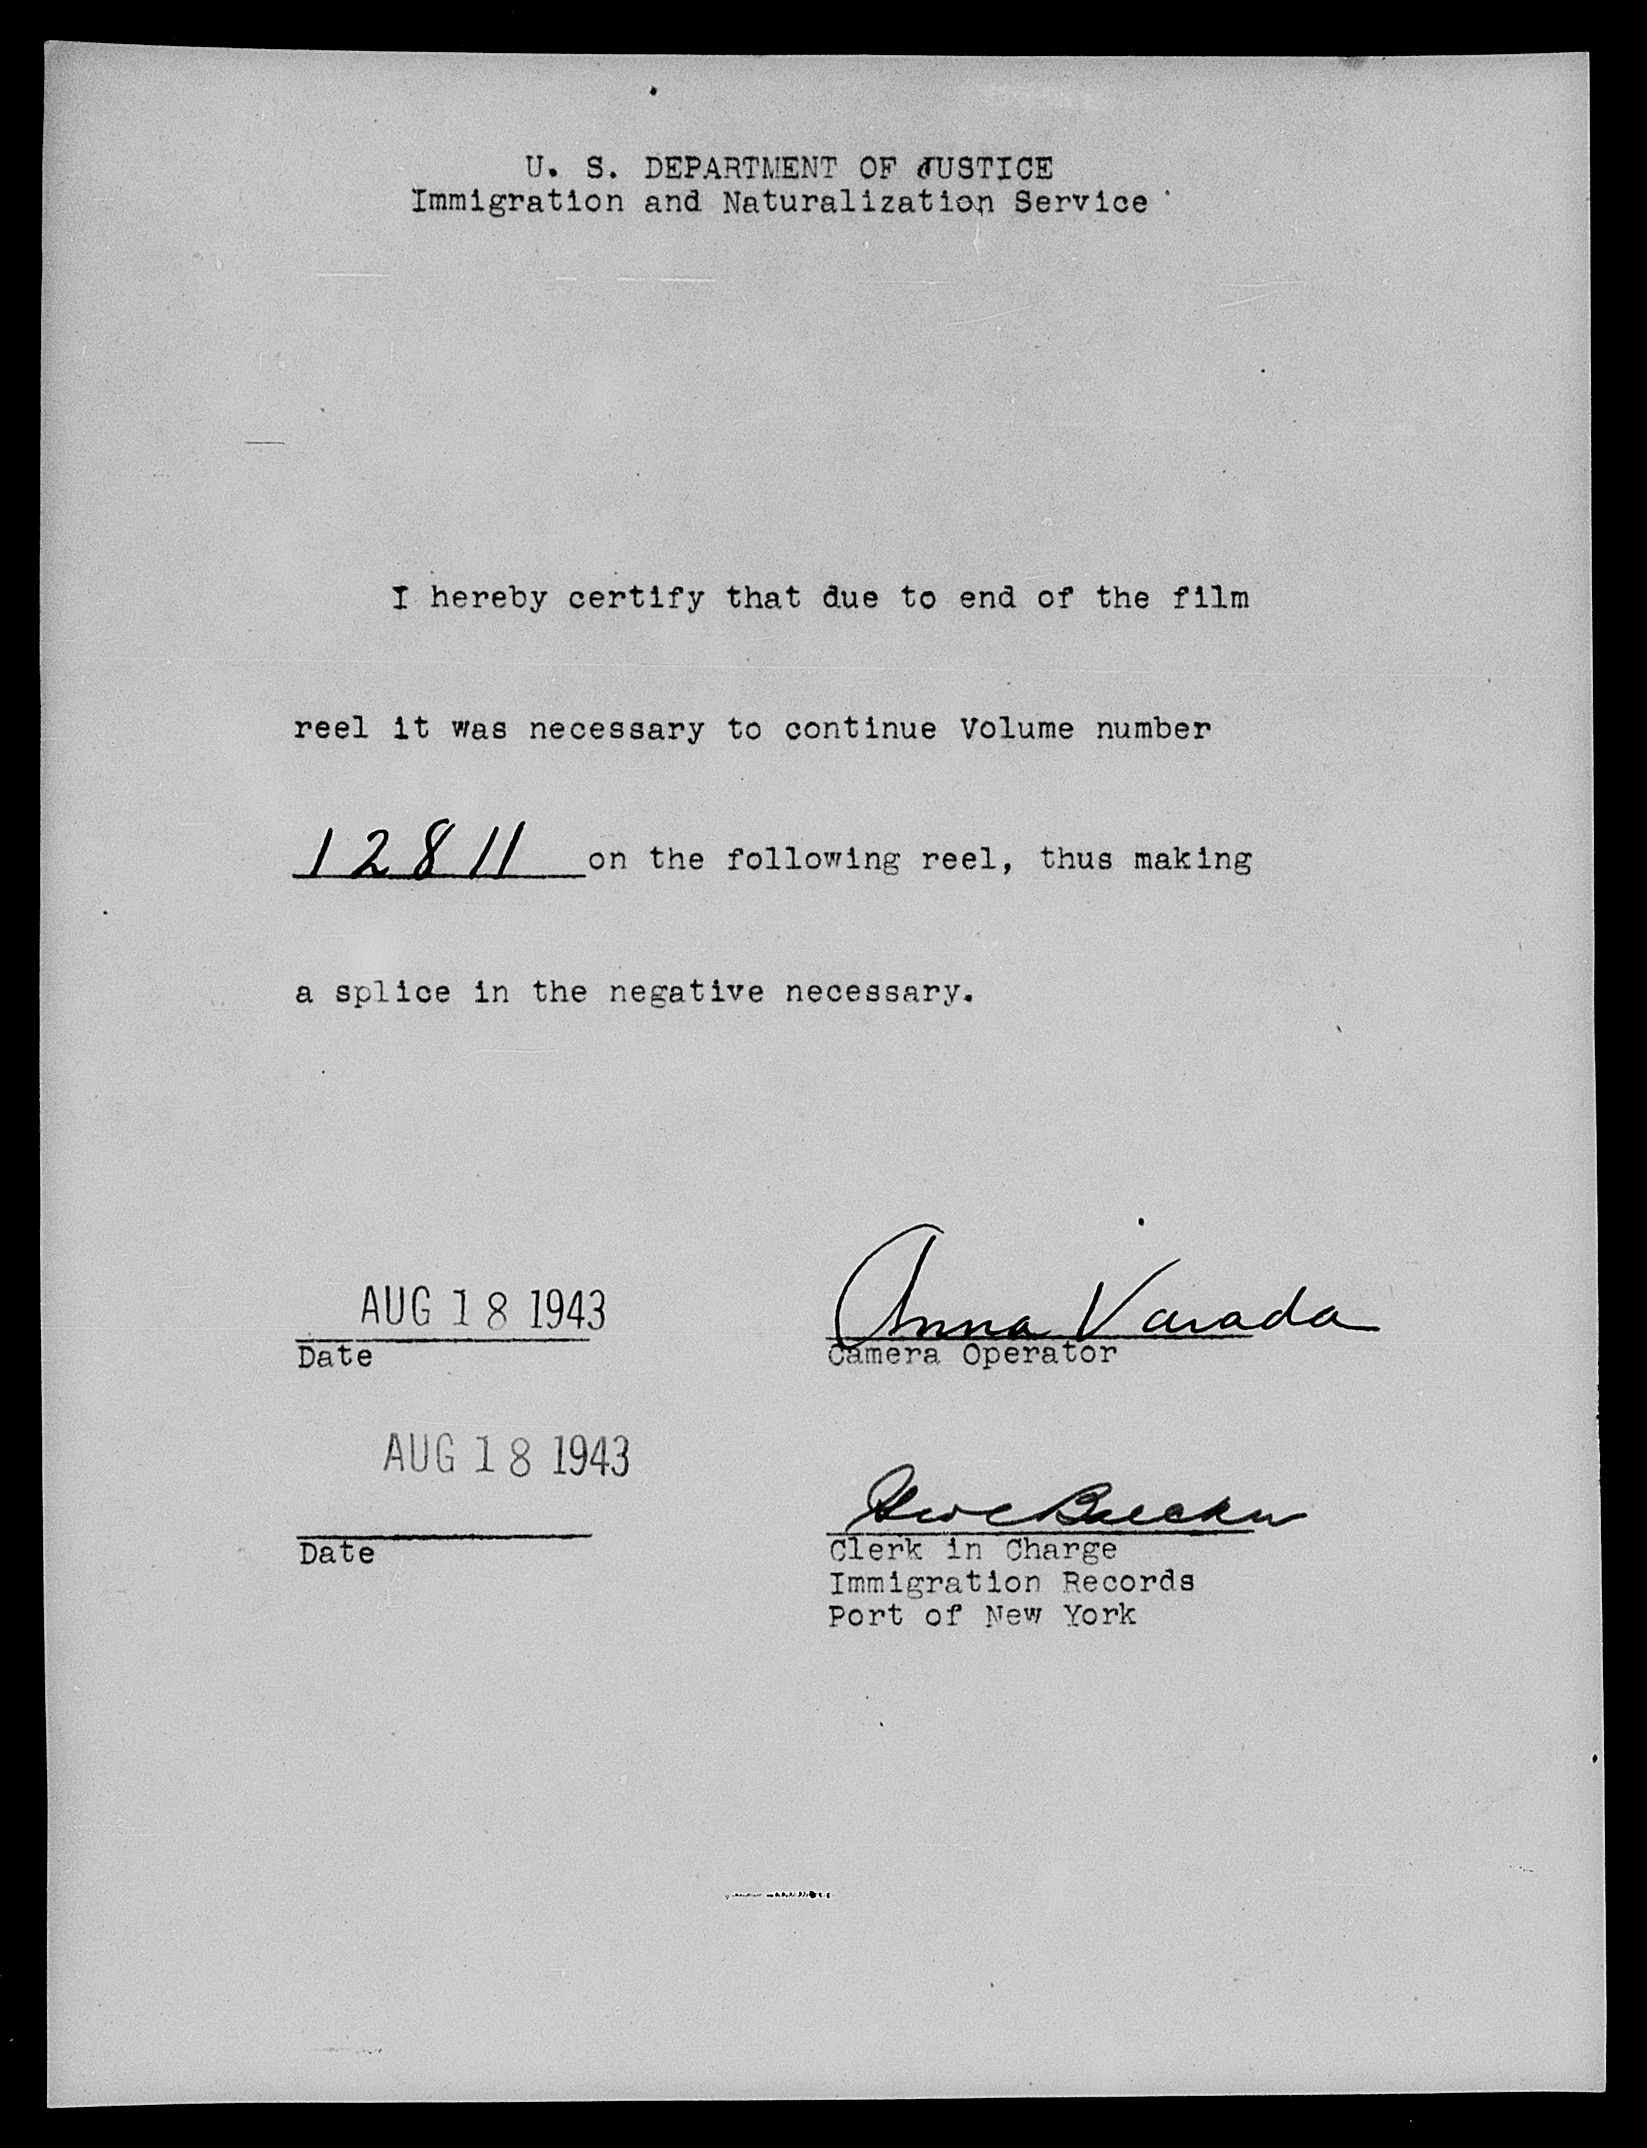 U. S. DEPARTMENT OF JUSTICE
Immigration and Naturalization Service
I hereby certify that due to end of the film
reel it was necessary to continue Volume number
12811 on the following reel, thus making
a splice in the negative necessary.
AUG 18 1943
Anna Varada
Date
Camera Operator
AUG 18 1943
Date
Clerk in Charge
Immigration Records
Port of New York